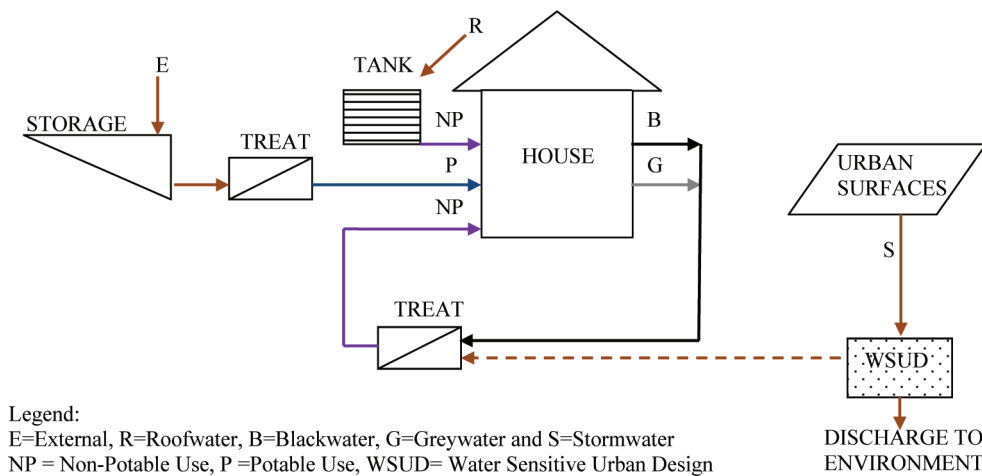 R
E
TANK
STORAGE
TREAT
NP
B
HOUSE
P
G
NP
URBAN
SURFACES
S
TREAT
WSUD
DISCHARGE TO
ENVIRONMENT
Legend:
E=External, R=Roofwater, B=Blackwater, G=Greywater and S=Stormwater
NP = Non-Potable Use, P =Potable Use, WSUD= Water Sensitive Urban Design